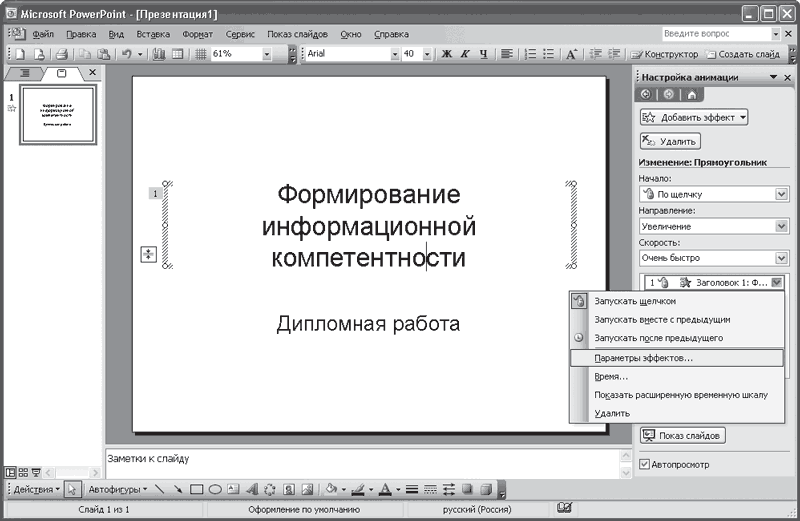 Microsoft PowerPoint - [Презентация1]
Файл Правка Вид Вставка Формат Сервис Показ слайдов Окно Справка Введите вопрос
61% Arial 40 Ж К Ч Конструктор Создать слайд
Настройка анимации
1
Добавить эффект
Удалить
Изменение: Прямоугольник
Начало:
По щелчку
Направление:
Увеличение
Скорость:
Очень быстро
1 Заголовок 1: Ф...
Запускать щелчком
Запускать вместе с предыдущим
Запускать после предыдущего
Параметры эффектов...
Время...
Показать расширенную временную шкалу
Удалить
Показ слайдов
Автопросмотр
1
Формирование
информационной
компетентности
Дипломная работа
Заметки к слайду
Действия Автофигуры
Слайд 1 из 1 Оформление по умолчанию русский (Россия)